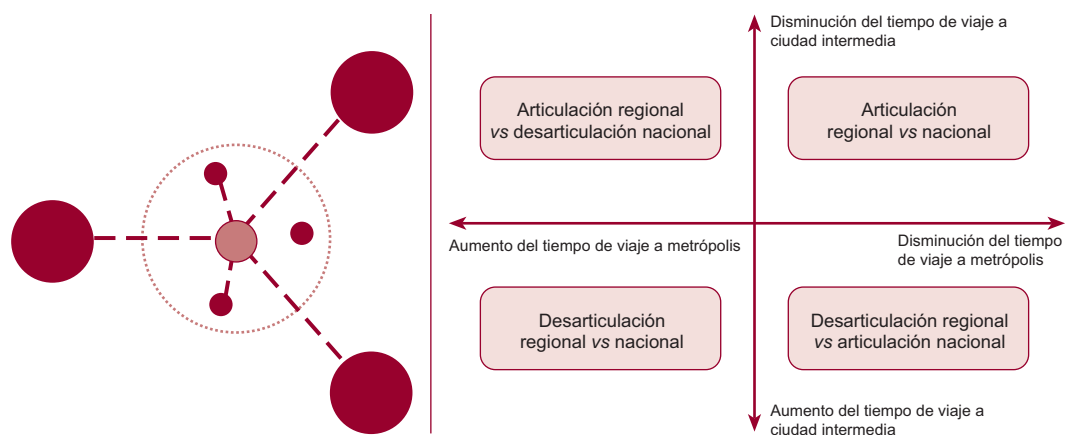 Disminución del tiempo de viaje a
ciudad intermedia
Articulación regional
vs desarticulación nacional
Articulación
regional vs nacional
Aumento del tiempo de viaje a metrópolis
Disminución del tiempo
de viaje a metrópolis
Desarticulación
regional vs nacional
Desarticulación regional
vs articulación nacional
Aumento del tiempo de viaje a
ciudad intermedia